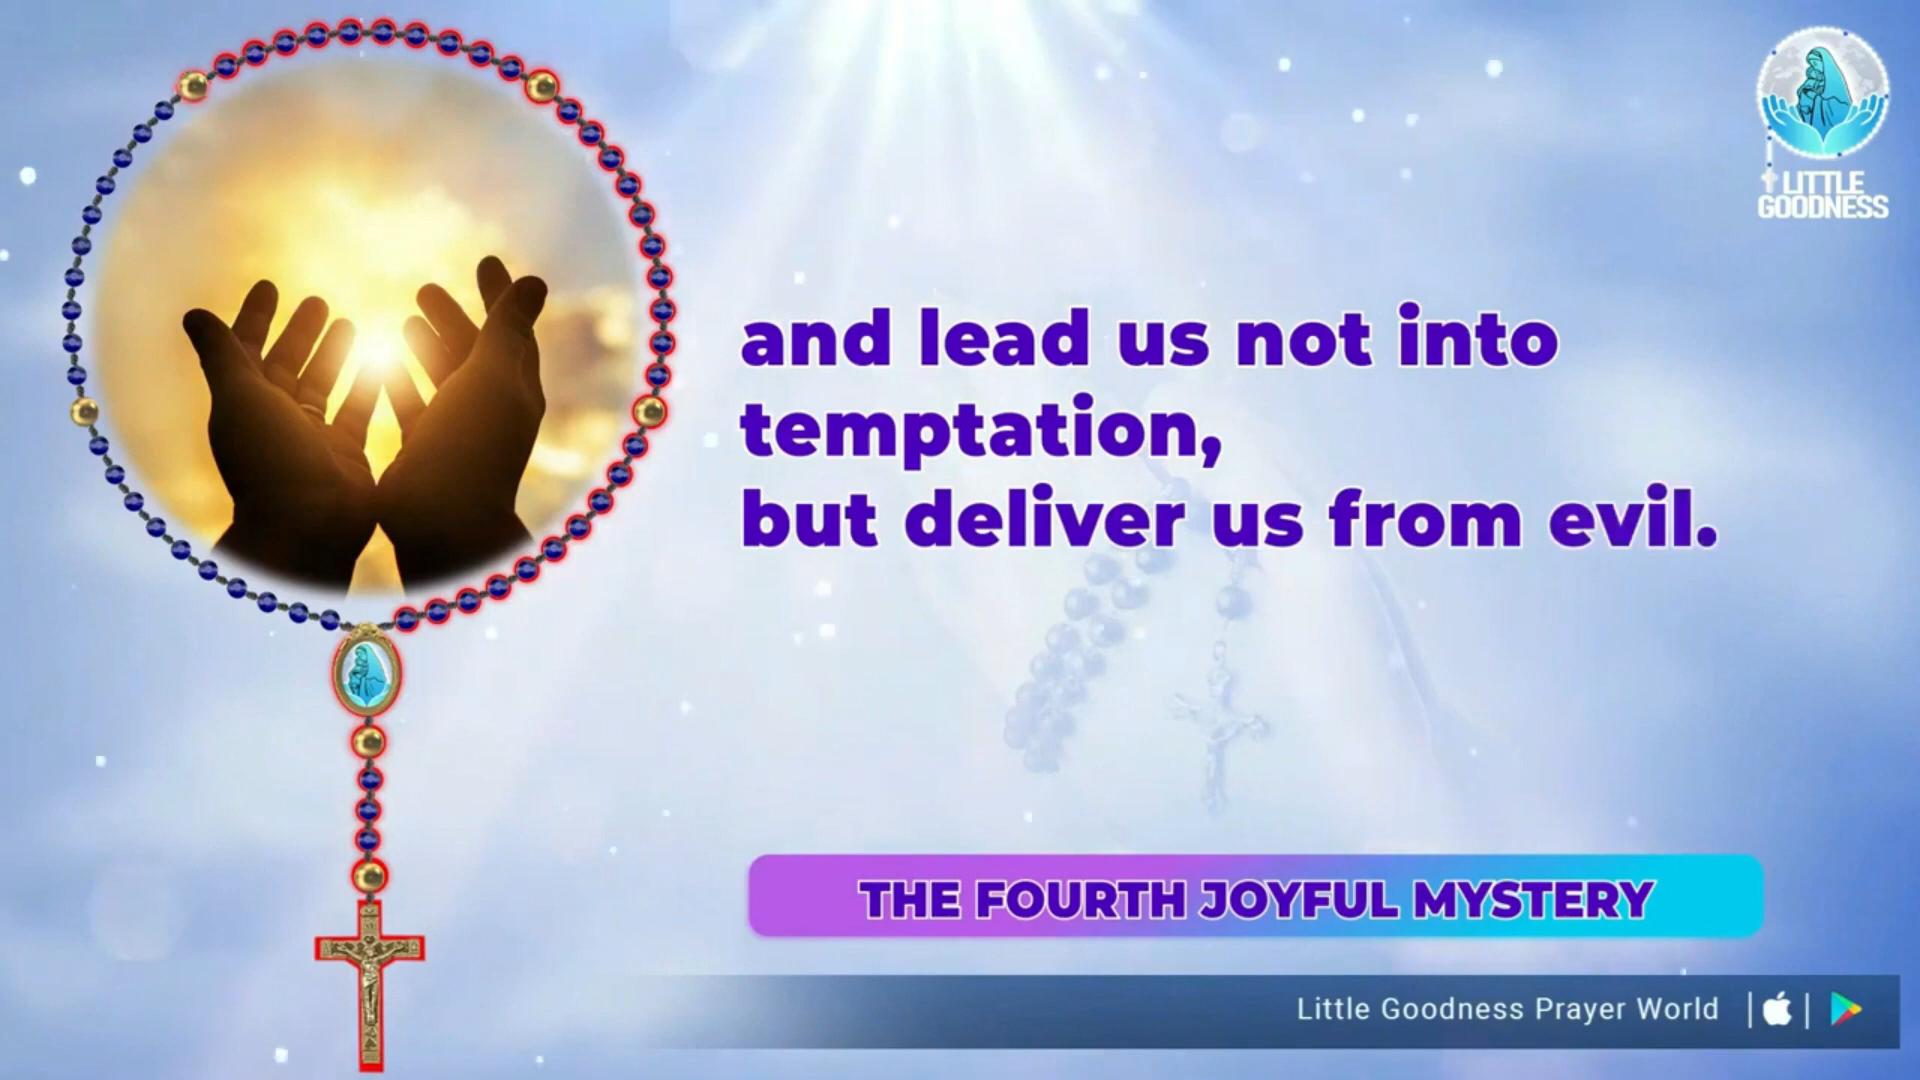 LITTLE
GOODNESS
and lead us not into
temptation,
but deliver us from evil.
THE FOURTH JOYFUL MYSTERY
Little Goodness Prayer World